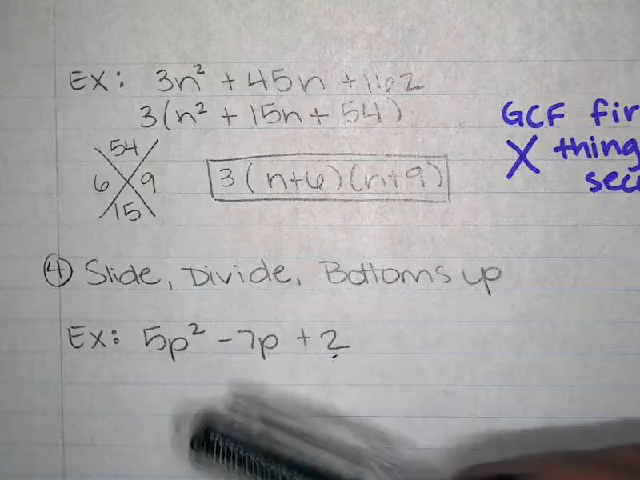 EX: 3n² + 45n + 162
3(n² + 15n + 54)
54
6 9
15
3(n+6)(n+9)
GCF fir
X thing
sec
④ Slide, Divide, Bottoms up
Ex: 5p² - 7p + 2